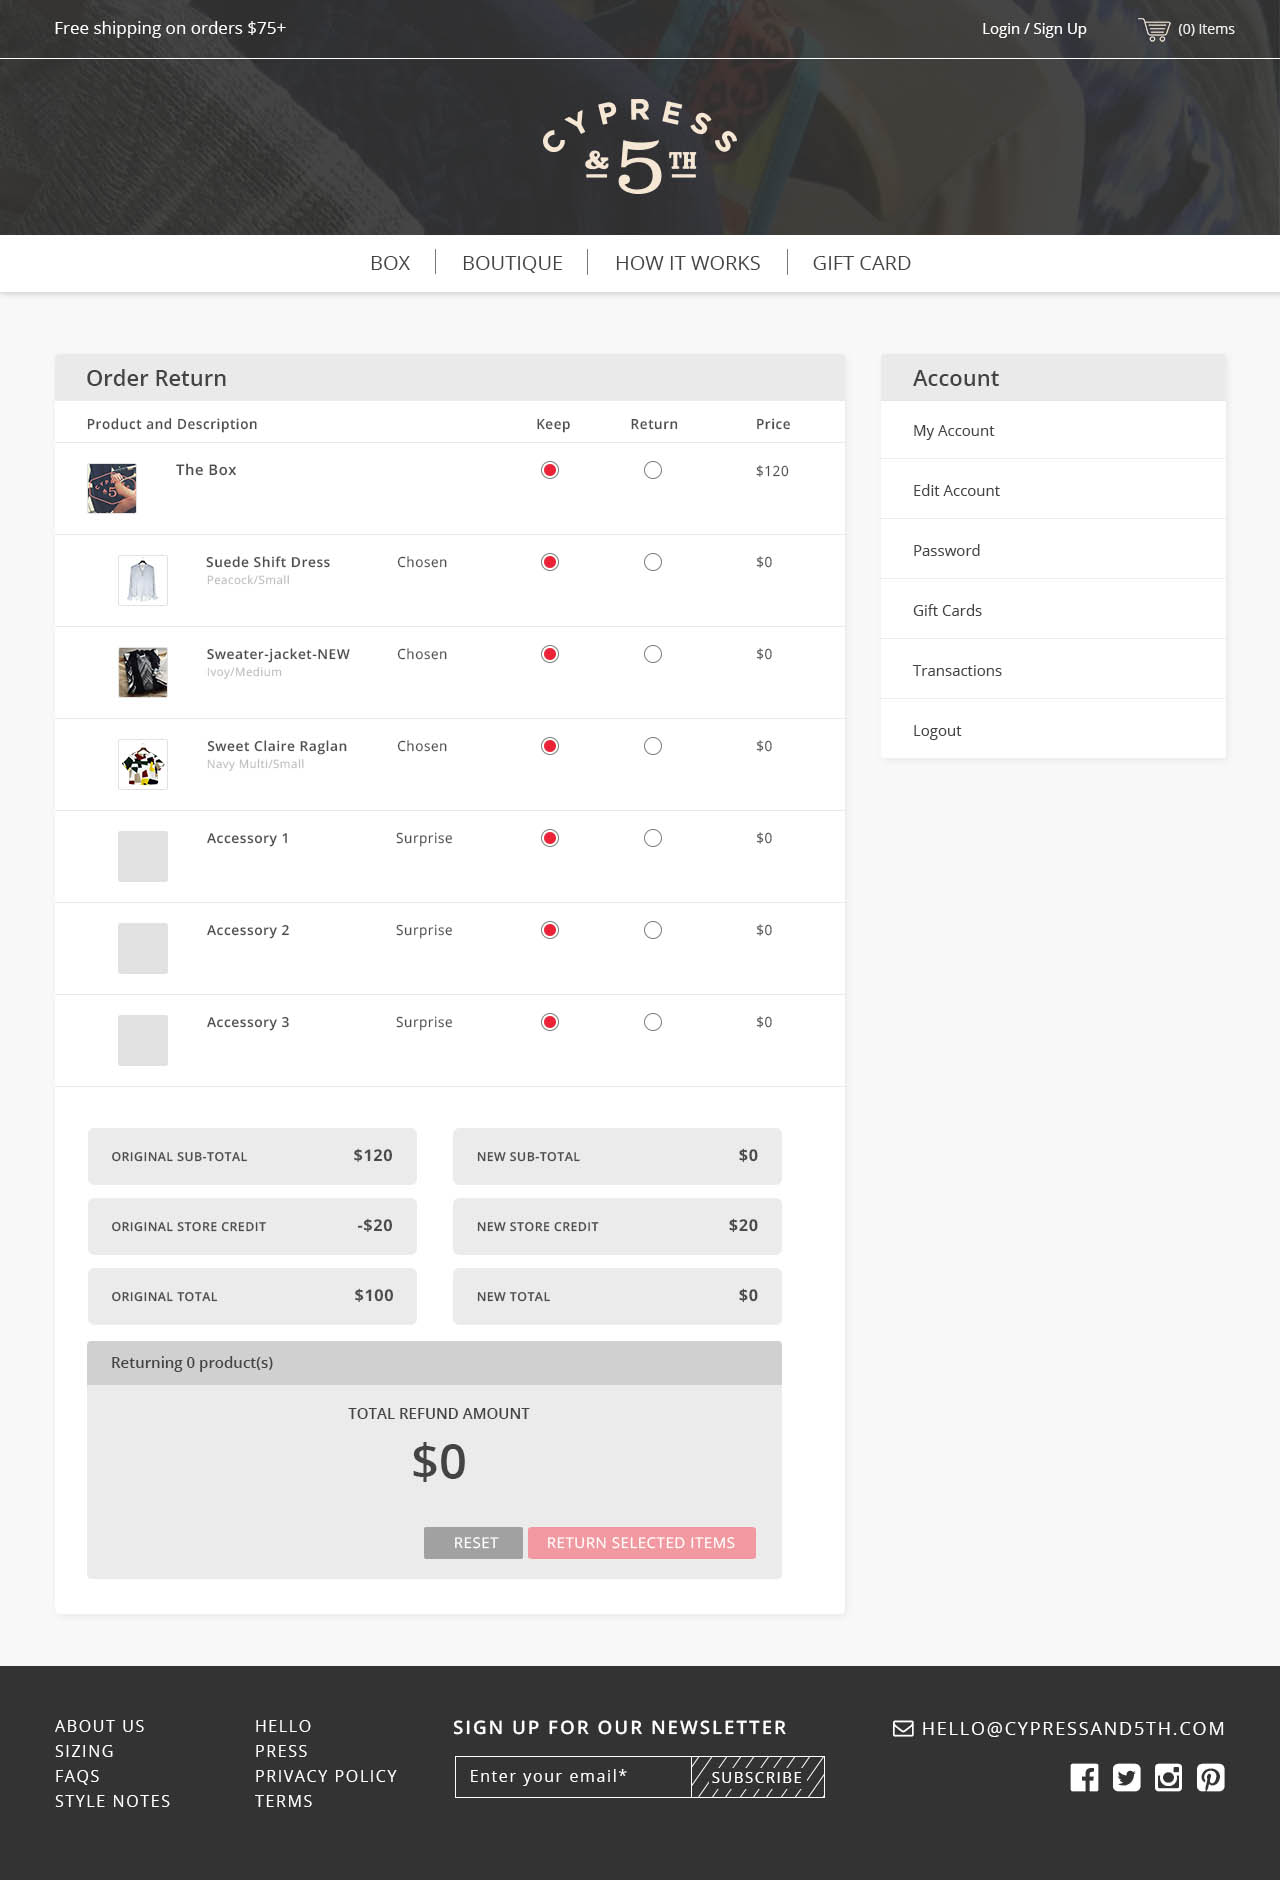 Free shipping on orders $75+
Login / Sign Up
(0) Items
CYPRESS
& 5TH
BOX
BOUTIQUE
HOW IT WORKS
GIFT CARD
Order Return
Product and Description Keep Return Price
The Box $120
Suede Shift Dress Chosen $0
Peacock/Small
Sweater-jacket-NEW Chosen $0
Ivoy/Medium
Sweet Claire Raglan Chosen $0
Navy Multi/Small
Accessory 1 Surprise $0
Accessory 2 Surprise $0
Accessory 3 Surprise $0
ORIGINAL SUB-TOTAL $120
NEW SUB-TOTAL $0
ORIGINAL STORE CREDIT -$20
NEW STORE CREDIT $20
ORIGINAL TOTAL $100
NEW TOTAL $0
Returning 0 product(s)
TOTAL REFUND AMOUNT
$0
RESET
RETURN SELECTED ITEMS
Account
My Account
Edit Account
Password
Gift Cards
Transactions
Logout
ABOUT US
SIZING
FAQS
STYLE NOTES
HELLO
PRESS
PRIVACY POLICY
TERMS
SIGN UP FOR OUR NEWSLETTER
Enter your email*
SUBSCRIBE
HELLO@CYPRESSAND5TH.COM